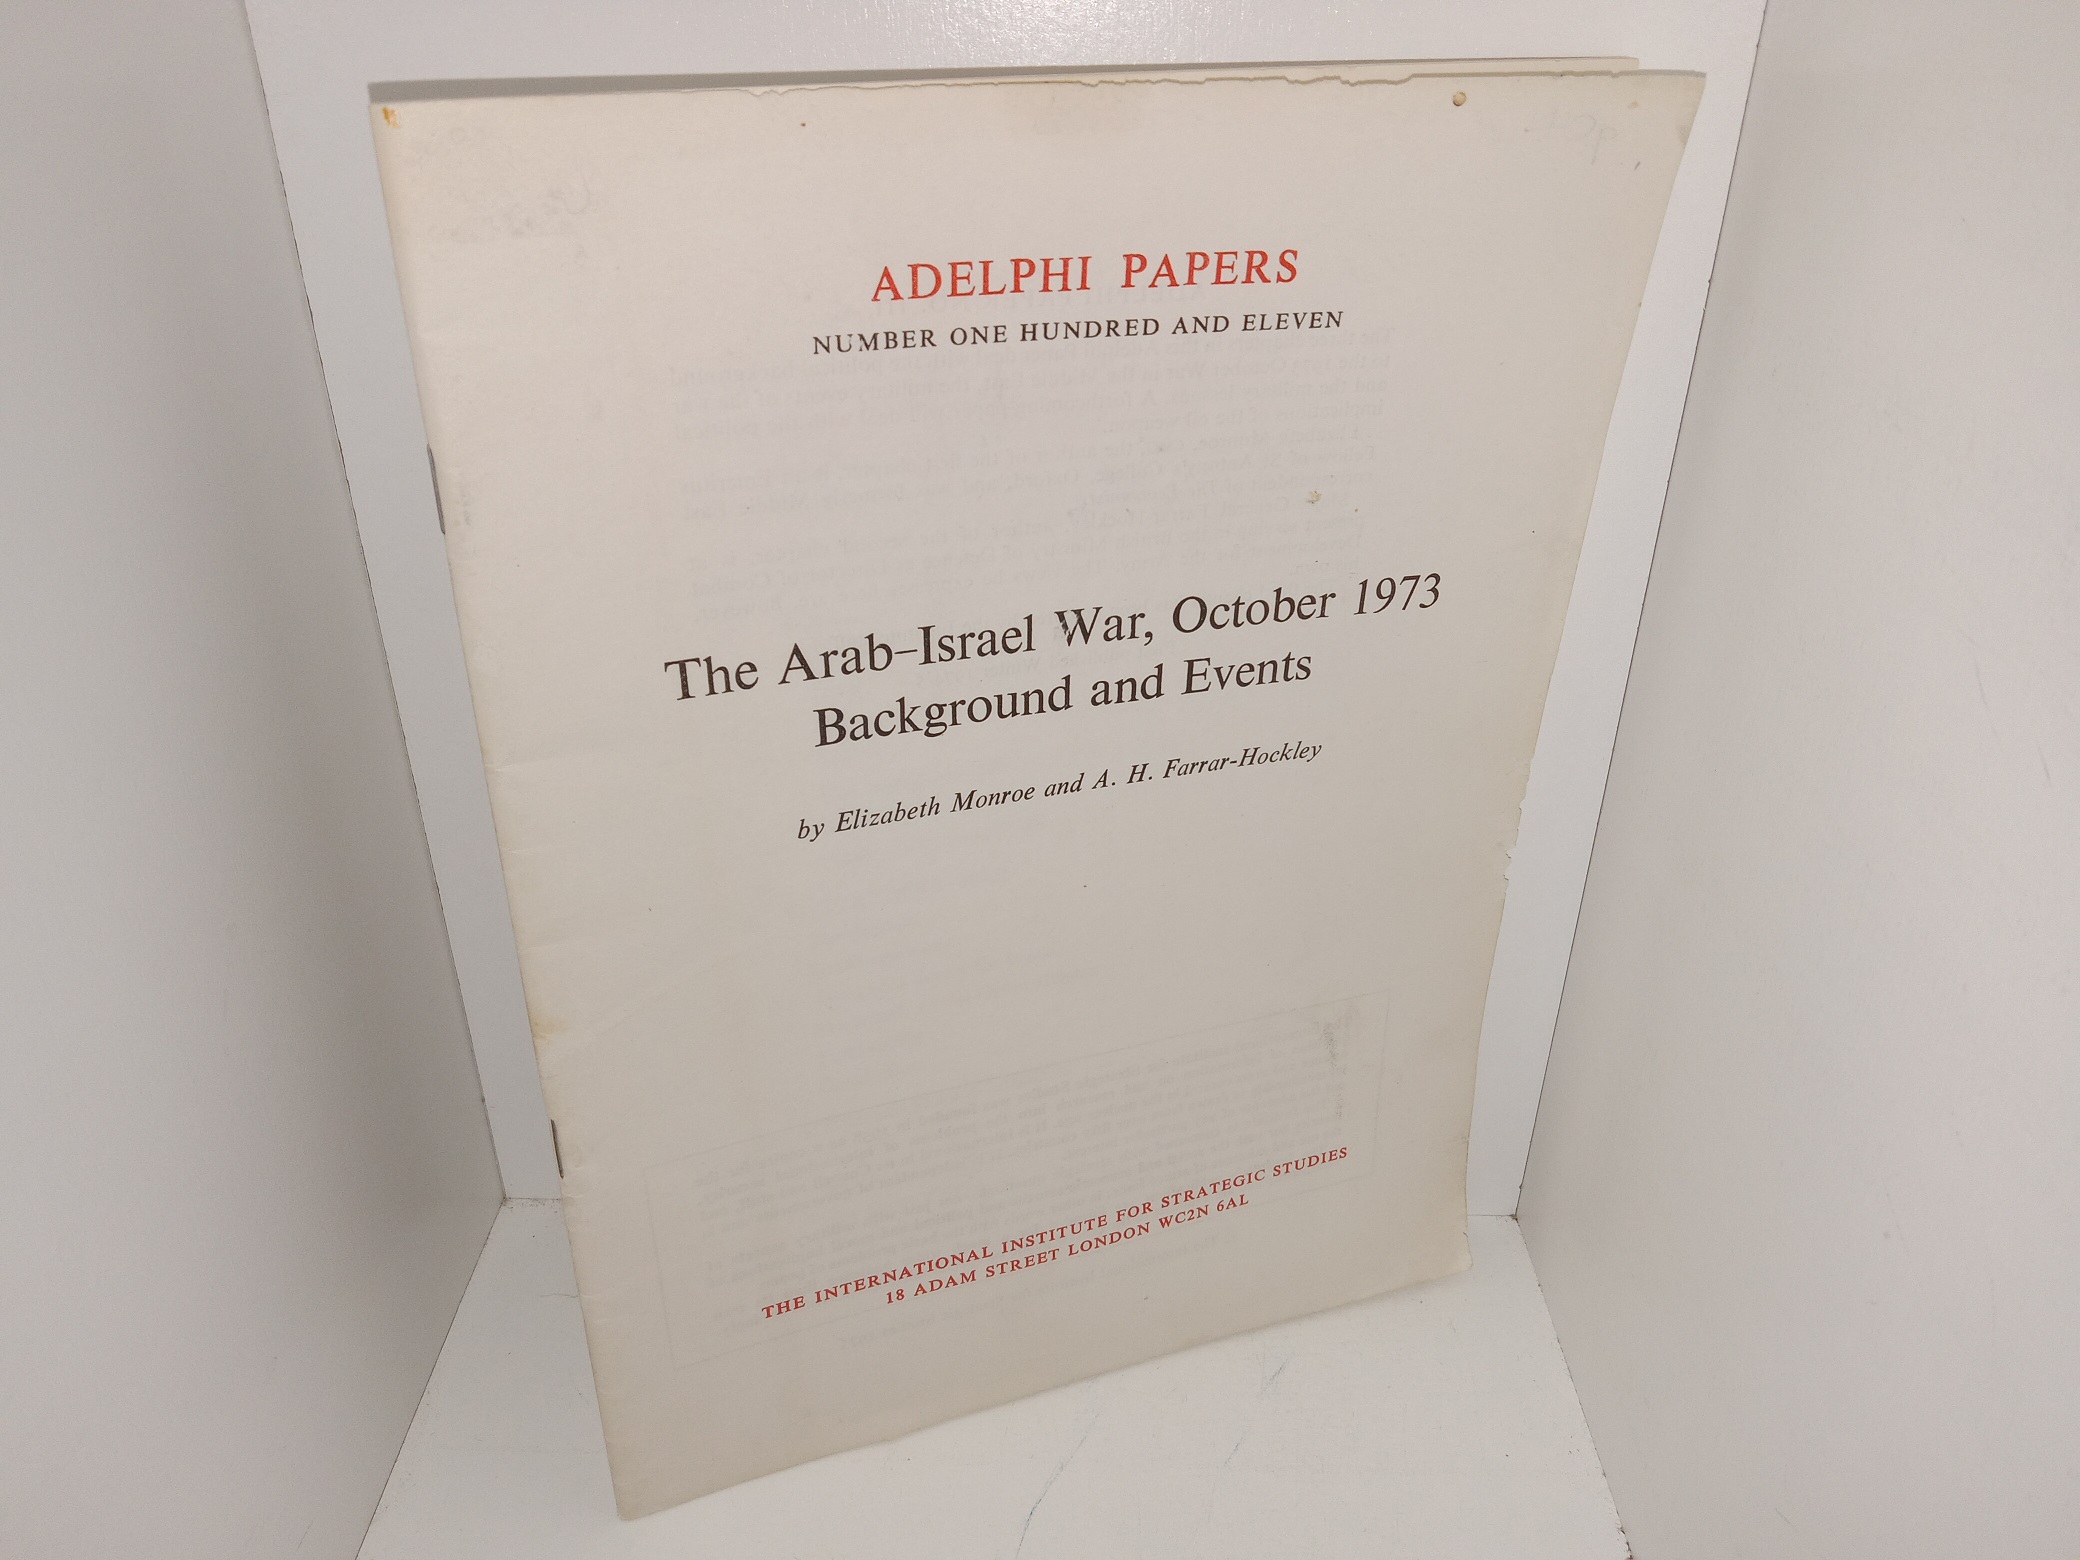 ADELPHI PAPERS
NUMBER ONE HUNDRED AND ELEVEN
The Arab–Israel War, October 1973
Background and Events
by Elizabeth Monroe and A. H. Farrar-Hockley
THE INTERNATIONAL INSTITUTE FOR STRATEGIC STUDIES
18 ADAM STREET LONDON WC2N 6AL